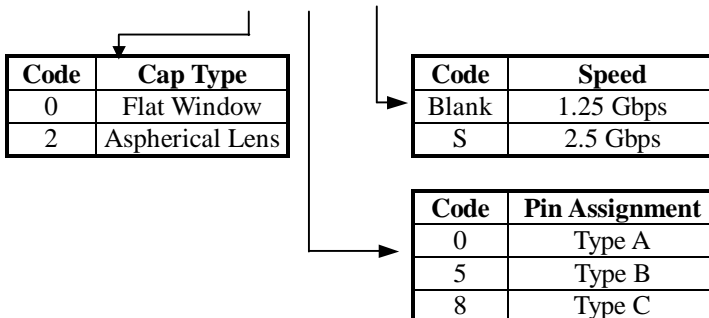 Code Cap Type
0 Flat Window
2 Aspherical Lens
Code Speed
Blank 1.25 Gbps
S 2.5 Gbps
Code Pin Assignment
0 Type A
5 Type B
8 Type C